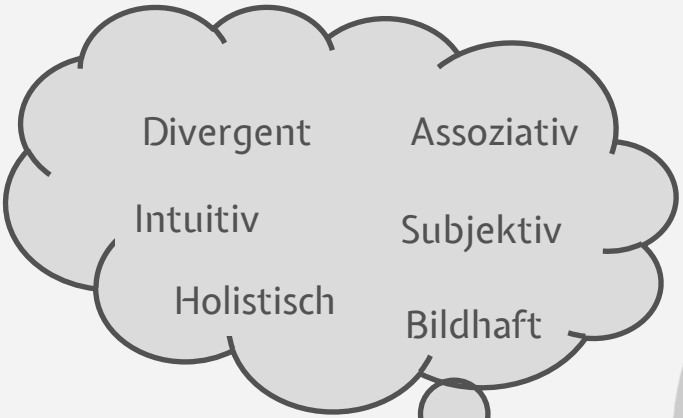 Divergent
Assoziativ
Intuitiv
Subjektiv
Holistisch
Bildhaft